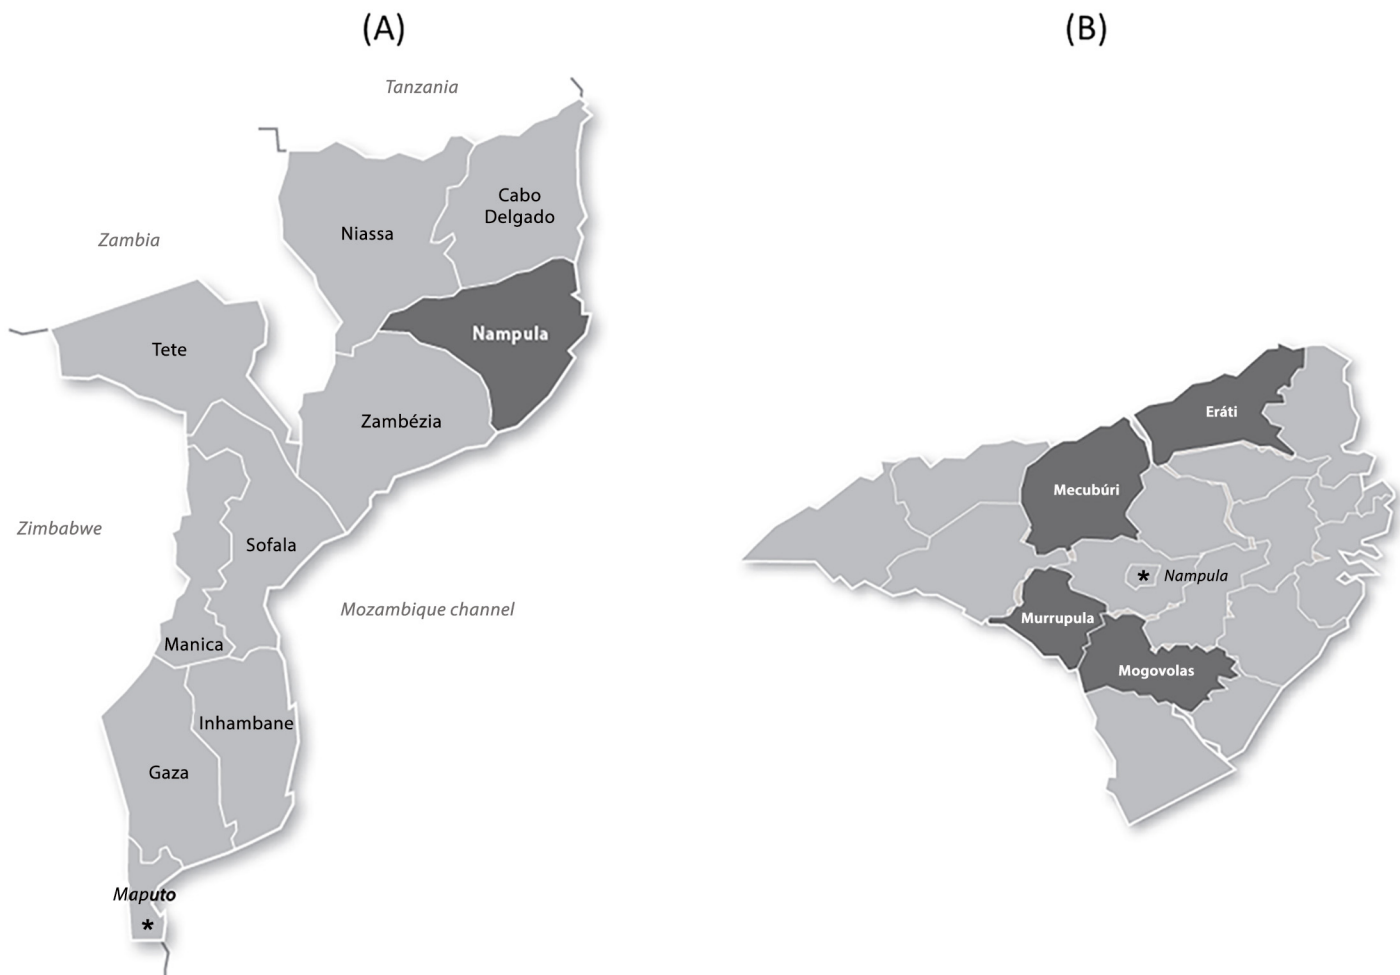 (A)
(B)
Tanzania
Cabo
Delgado
Niassa
Zambia
Nampula
Tete
Zambézia
Eráti
Mecubúri
Zimbabwe
Sofala
* Nampula
Mozambique channel
Murrupula
Manica
Mogovolas
Inhambane
Gaza
Maputo
*